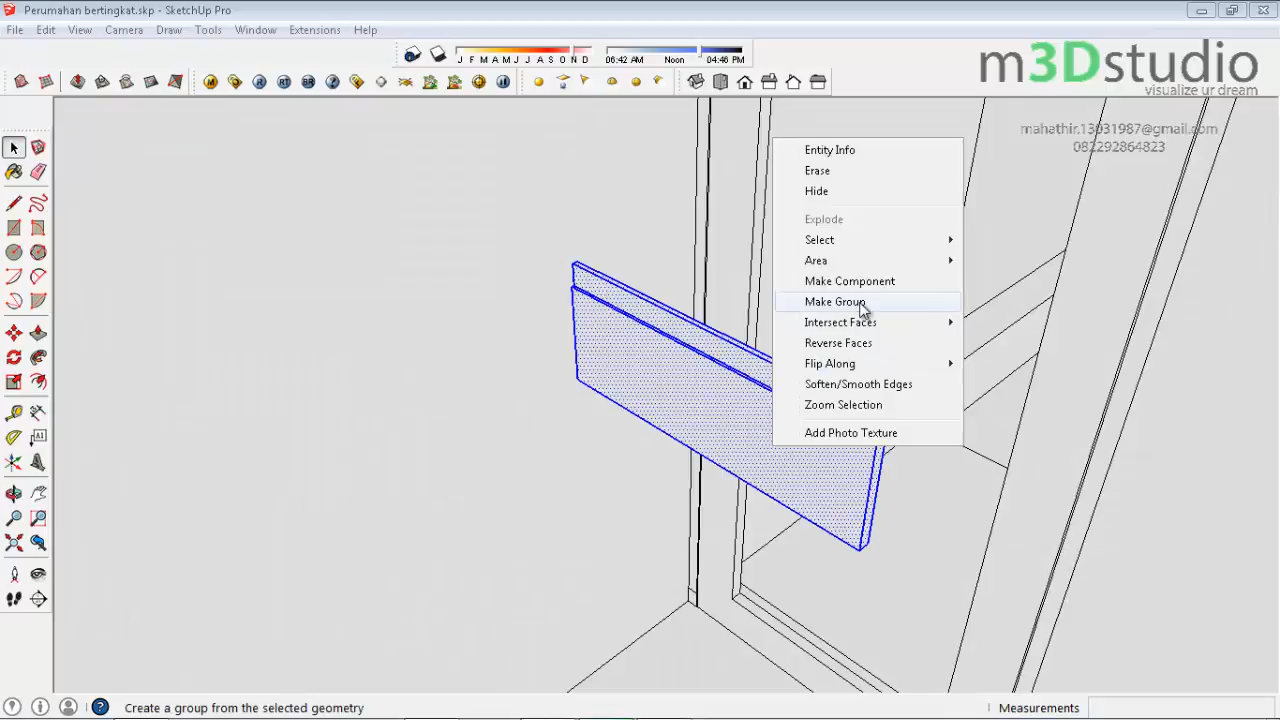 Perumahan bertingkat.skp - SketchUp Pro
File Edit View Camera Draw Tools Window Extensions Help
J F M A M J J A S O N D
06:42 AM Noon 04:46 PM
M O R RT BR
m3Dstudio
visualize ur dream
mahathir.13031987@gmail.com
082292864823
Entity Info
Erase
Hide
Explode
Select
Area
Make Component
Make Group
Intersect Faces
Reverse Faces
Flip Along
Soften/Smooth Edges
Zoom Selection
Add Photo Texture
Create a group from the selected geometry
Measurements